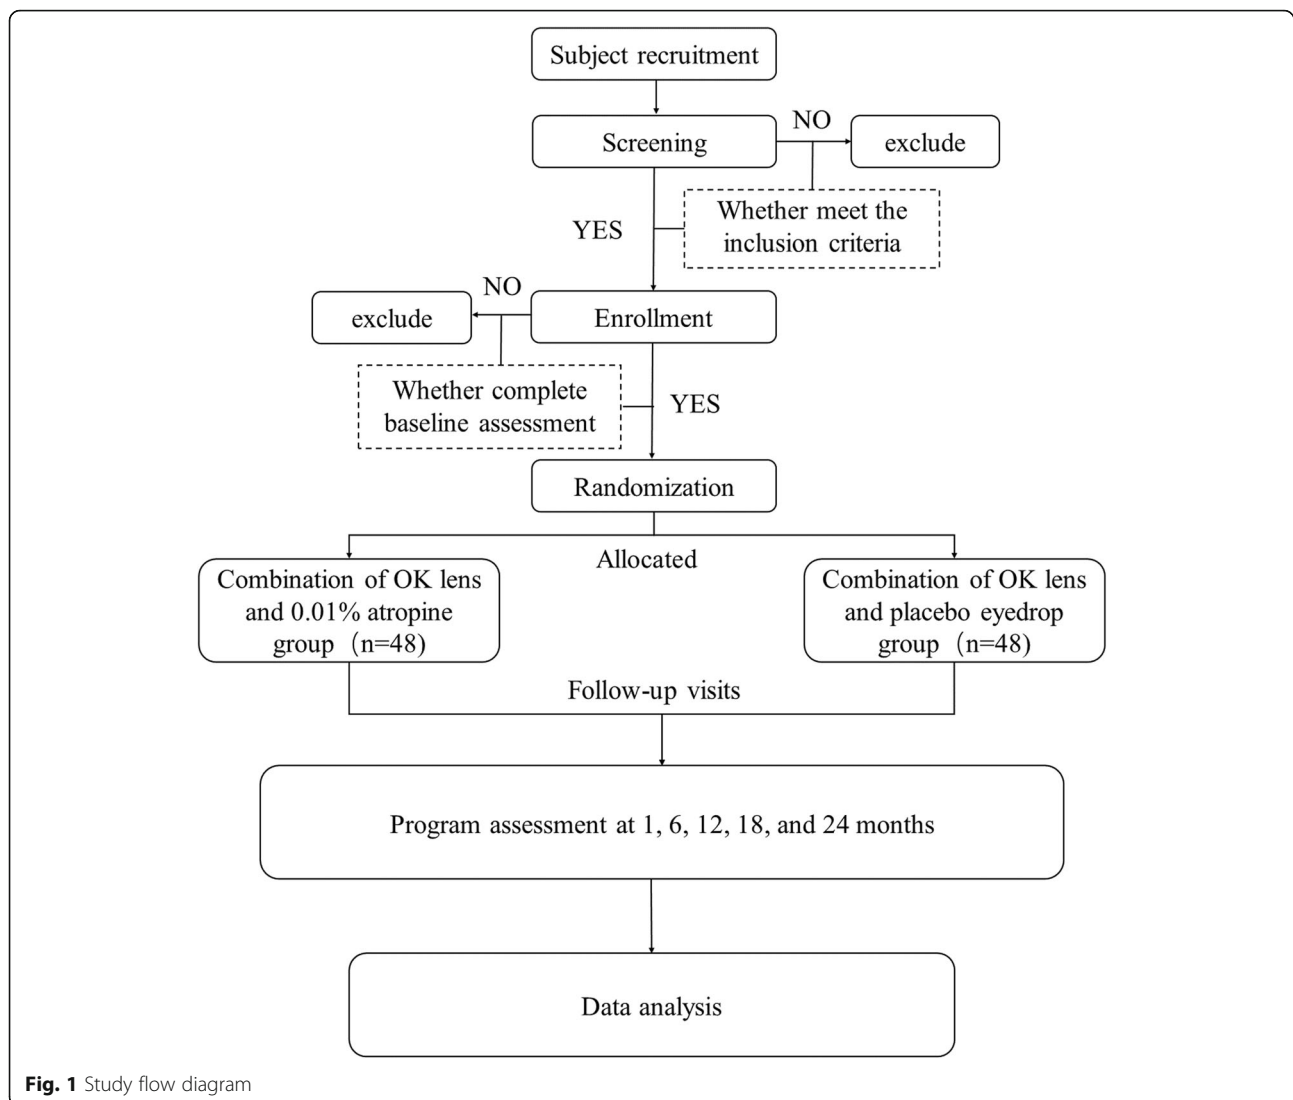 Subject recruitment
Screening
NO
exclude
Whether meet the
inclusion criteria
YES
NO
exclude
Enrollment
Whether complete
baseline assessment
YES
Randomization
Allocated
Combination of OK lens
and 0.01% atropine
group（n=48)
Combination of OK lens
and placebo eyedrop
group（n=48)
Follow-up visits
Program assessment at 1, 6, 12, 18, and 24 months
Data analysis
Fig. 1 Study flow diagram